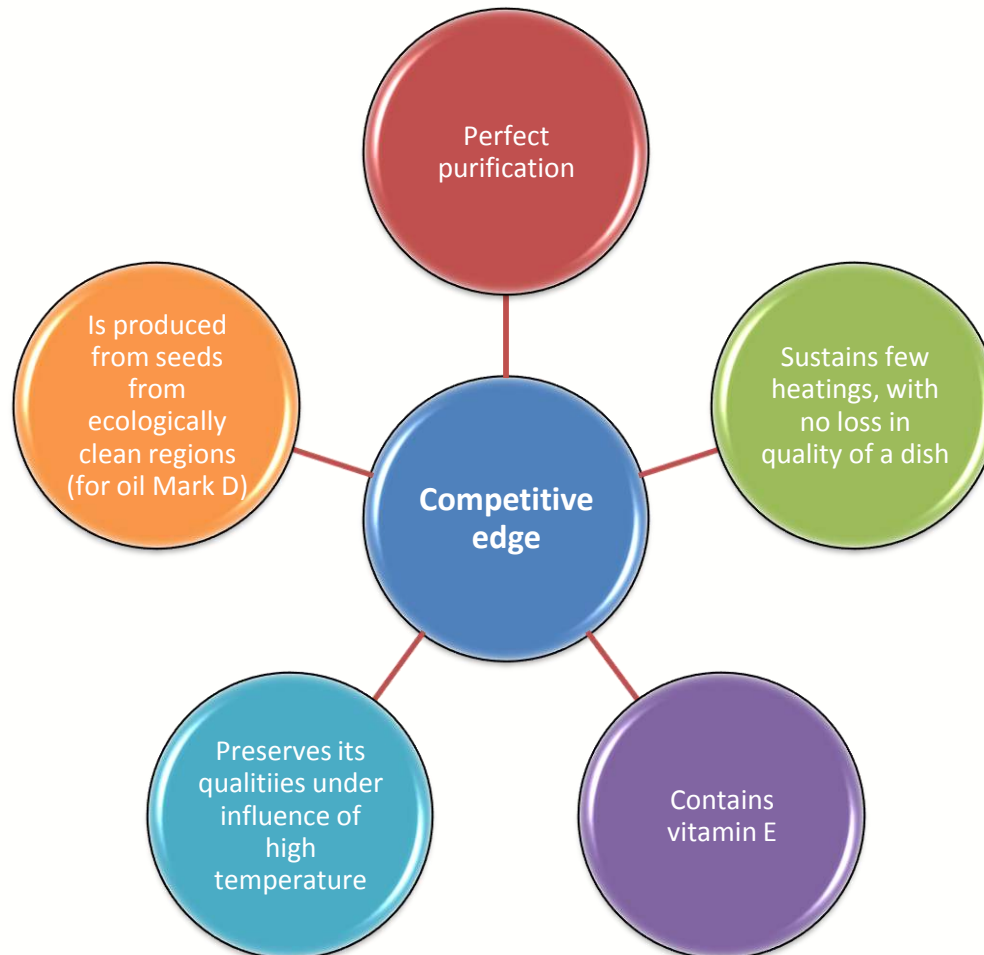 Perfect
purification
Is produced
from seeds
from
ecologically
clean regions
(for oil Mark D)
Sustains few
heatings, with
no loss in
quality of a dish
Competitive
edge
Preserves its
qualitiies under
influence of
high
temperature
Contains
vitamin E